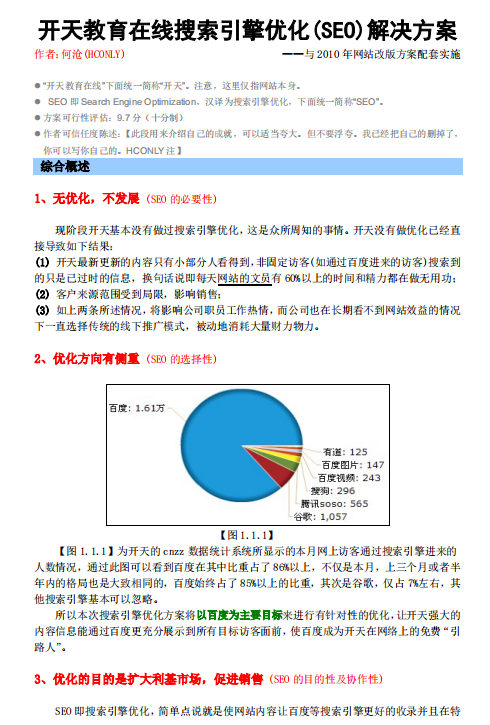 开天教育在线搜索引擎优化(SEO)解决方案
作者:何沧(HCONLY) ——与2010年网站改版方案配套实施
● “开天教育在线”下面统一简称“开天”。注意，这里仅指网站本身。
● SEO 即 Search Engine Optimization，汉译为搜索引擎优化，下面统一简称“SEO”。
● 方案可行性评估：9.7 分（十分制）
● 作者可信任度陈述:【此段用来介绍自己的成就，可以适当夸大。但不要浮夸。我已经把自己的删掉了，
你可以写你自己的。HCONLY 注】
综合概述
1、无优化，不发展 (SEO 的必要性)
现阶段开天基本没有做过搜索引擎优化，这是众所周知的事情。开天没有做优化已经直
接导致如下结果：
(1) 开天最新更新的内容只有小部分人看得到，非固定访客(如通过百度进来的访客)搜索到
的只是已过时的信息，换句话说即每天网站的文员有 60%以上的时间和精力都在做无用功；
(2) 客户来源范围受到局限，影响销售；
(3) 如上两条所述情况，将影响公司职员工作热情，而公司也在长期看不到网站效益的情况
下一直选择传统的线下推广模式，被动地消耗大量财力物力。
2、优化方向有侧重 (SEO 的选择性)
百度：1.61万
有道：125
百度图片：147
百度视频：243
搜狗：296
腾讯soso：565
谷歌：1,057
【图 1.1.1】
【图 1.1.1】为开天的 cnzz 数据统计系统所显示的本月网上访客通过搜索引擎进来的
人数情况，通过此图可以看到百度在其中比重占了 86%以上，不仅是本月，上三个月或者半
年内的格局也是大致相同的，百度始终占了 85%以上的比重，其次是谷歌，仅占 7%左右，其
他搜索引擎基本可以忽略。
所以本次搜索引擎优化方案将以百度为主要目标来进行有针对性的优化，让开天强大的
内容信息能通过百度更充分展示到所有目标访客面前，使百度成为开天在网络上的免费“引
路人”。
3、优化的目的是扩大利基市场，促进销售 (SEO 的目的性及协作性)
SEO 即搜索引擎优化，简单点说就是使网站内容让百度等搜索引擎更好的收录并且在特